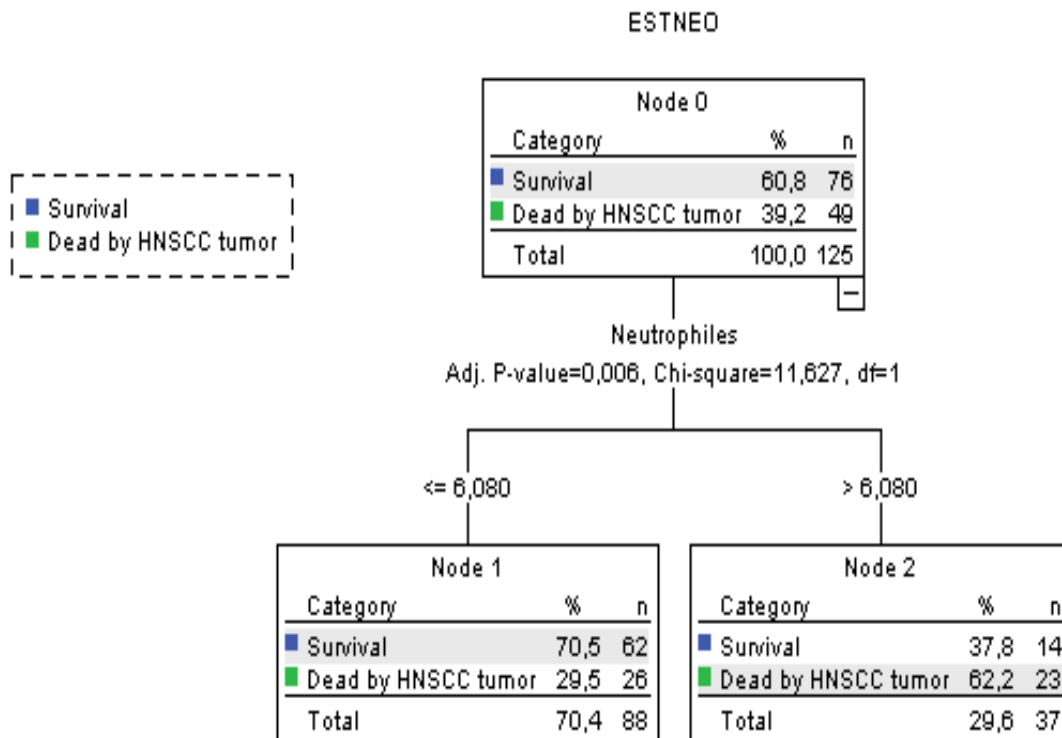 ESTNEO
Survival
Dead by HNSCC tumor
Node 0
Category % n
Survival 60,8 76
Dead by HNSCC tumor 39,2 49
Total 100,0 125
Neutrophiles
Adj. P-value=0,006, Chi-square=11,627, df=1
<= 6,080
> 6,080
Node 1
Category % n
Survival 70,5 62
Dead by HNSCC tumor 29,5 26
Total 70,4 88
Node 2
Category % n
Survival 37,8 14
Dead by HNSCC tumor 62,2 23
Total 29,6 37